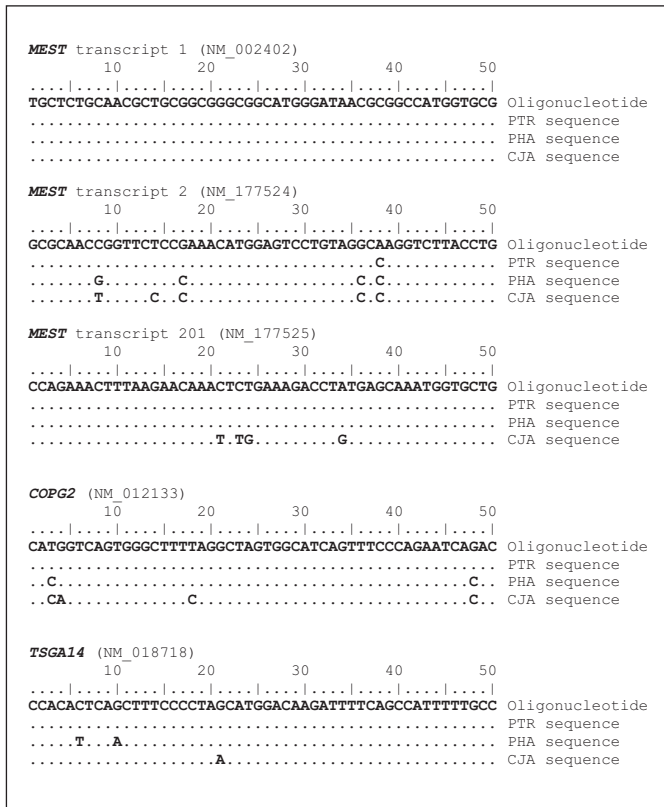 MEST transcript 1 (NM_002402)
10 20 30 40 50
....|....|....|....|....|....|....|....|....|....|
TGCTCTGCAACGCTGCGGCGGGCGGCATGGGATAACGCGGCCATGGTGCG Oligonucleotide
.................................................. PTR sequence
.................................................. PHA sequence
.................................................. CJA sequence
MEST transcript 2 (NM_177524)
10 20 30 40 50
....|....|....|....|....|....|....|....|....|....|
GCGCAACCGGTTCTCCGAAACATGGAGTCCTGTAGGCAAGGTCTTACCTG Oligonucleotide
.....................................C............ PTR sequence
.......G........C..................C.C............ PHA sequence
.......T.....C..C..................C.C............ CJA sequence
MEST transcript 201 (NM_177525)
10 20 30 40 50
....|....|....|....|....|....|....|....|....|....|
CCAGAAACTTTAAGAACAAACTCTGAAAGACCTATGAGCAAATGGTGCTG Oligonucleotide
.................................................. PTR sequence
.................................................. PHA sequence
....................T.TG.........G................ CJA sequence
COPG2 (NM_012133)
10 20 30 40 50
....|....|....|....|....|....|....|....|....|....|
CATGGTCAGTGGGCTTTTAGGCTAGTGGCATCAGTTTCCCAGAATCAGAC Oligonucleotide
.................................................. PTR sequence
..C............................................C.. PHA sequence
..CA.............C.............................C.. CJA sequence
TSGA14 (NM_018718)
10 20 30 40 50
....|....|....|....|....|....|....|....|....|....|
CCACACTCAGCTTTCCCCTAGCATGGACAAGATTTTCAGCCATTTTTGCC Oligonucleotide
.................................................. PTR sequence
.....T...A........................................ PHA sequence
....................A............................. CJA sequence